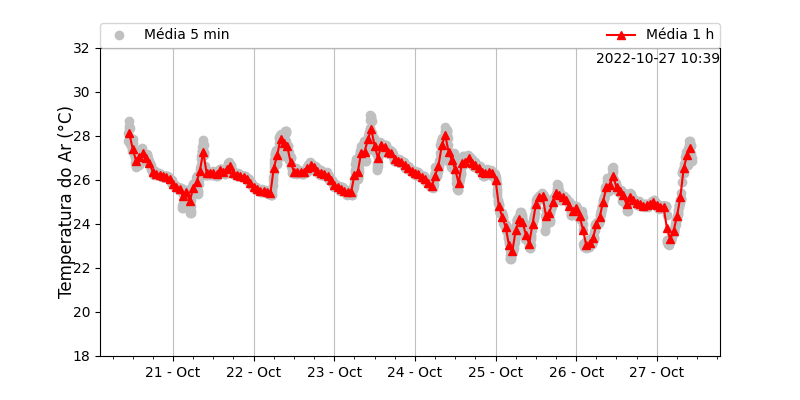 Média 5 min
Média 1 h
2022-10-27 10:39
Temperatura do Ar (°C)
32
30
28
26
24
22
20
18
21 - Oct
22 - Oct
23 - Oct
24 - Oct
25 - Oct
26 - Oct
27 - Oct